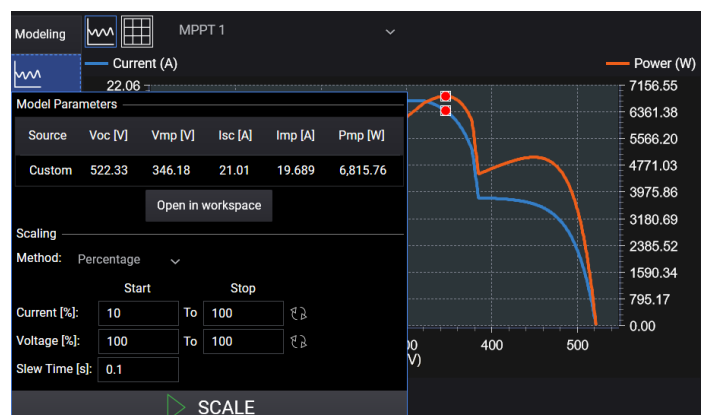 Modeling
MPPT 1
Current (A)
Power (W)
22.06
7156.55
6361.38
5566.20
4771.03
3975.86
3180.69
2385.52
1590.34
795.17
0.00
Model Parameters
Source Voc [V] Vmp [V] Isc [A] Imp [A] Pmp [W]
Custom 522.33 346.18 21.01 19.689 6,815.76
Open in workspace
Scaling
Method: Percentage
Start Stop
Current [%]: 10 To 100
Voltage [%]: 100 To 100
Slew Time [s]: 0.1
SCALE
400 500
V)